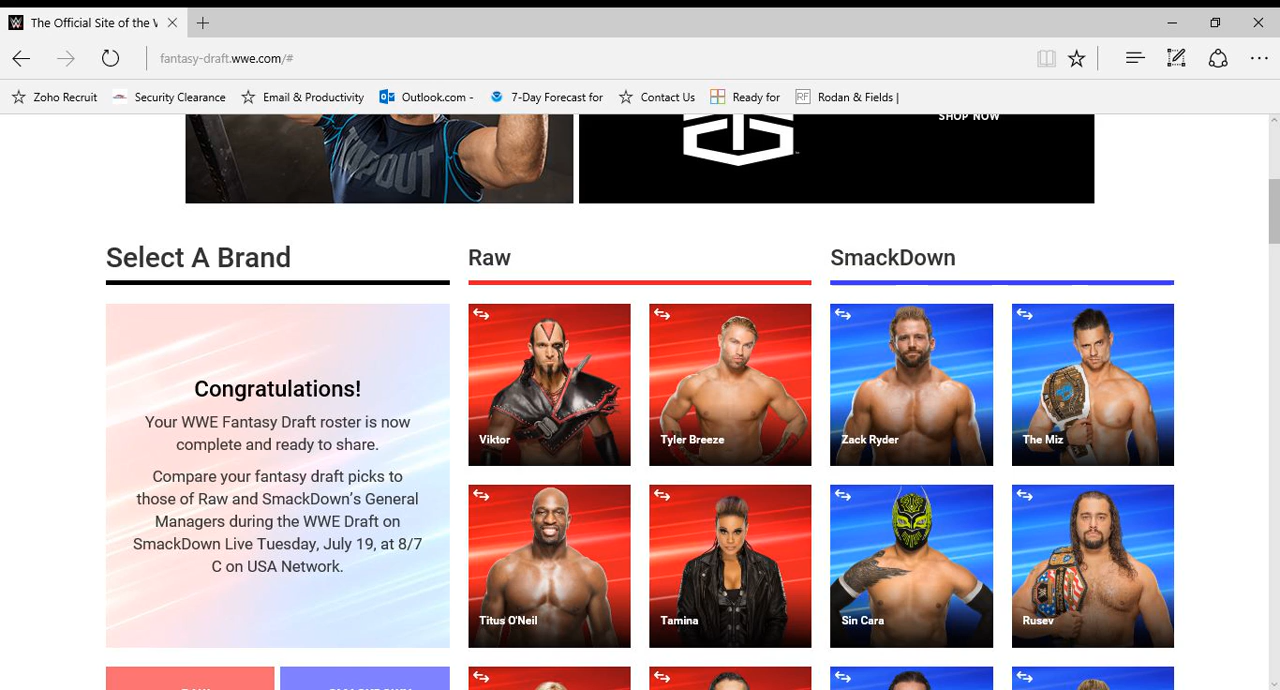 The Official Site of the W
fantasy-draft.wwe.com/#
Zoho Recruit
Security Clearance
Email & Productivity
Outlook.com -
7-Day Forecast for
Contact Us
Ready for
RF
Rodan & Fields |
TAPOUT
SHOP NOW
Select A Brand
Raw
SmackDown
Congratulations!
Your WWE Fantasy Draft roster is now
complete and ready to share.
Compare your fantasy draft picks to
those of Raw and SmackDown’s General
Managers during the WWE Draft on
SmackDown Live Tuesday, July 19, at 8/7
C on USA Network.
Viktor
Tyler Breeze
Zack Ryder
The Miz
Titus O'Neil
Tamina
Sin Cara
Rusev